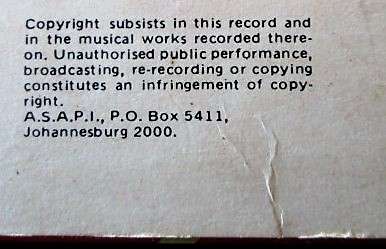 Copyright subsists in this record and
in the musical works recorded there-
on. Unauthorised public performance,
broadcasting, re-recording or copying
constitutes an infringement of copy-
right.
A.S.A.P.I., P.O. Box 5411,
Johannesburg 2000.